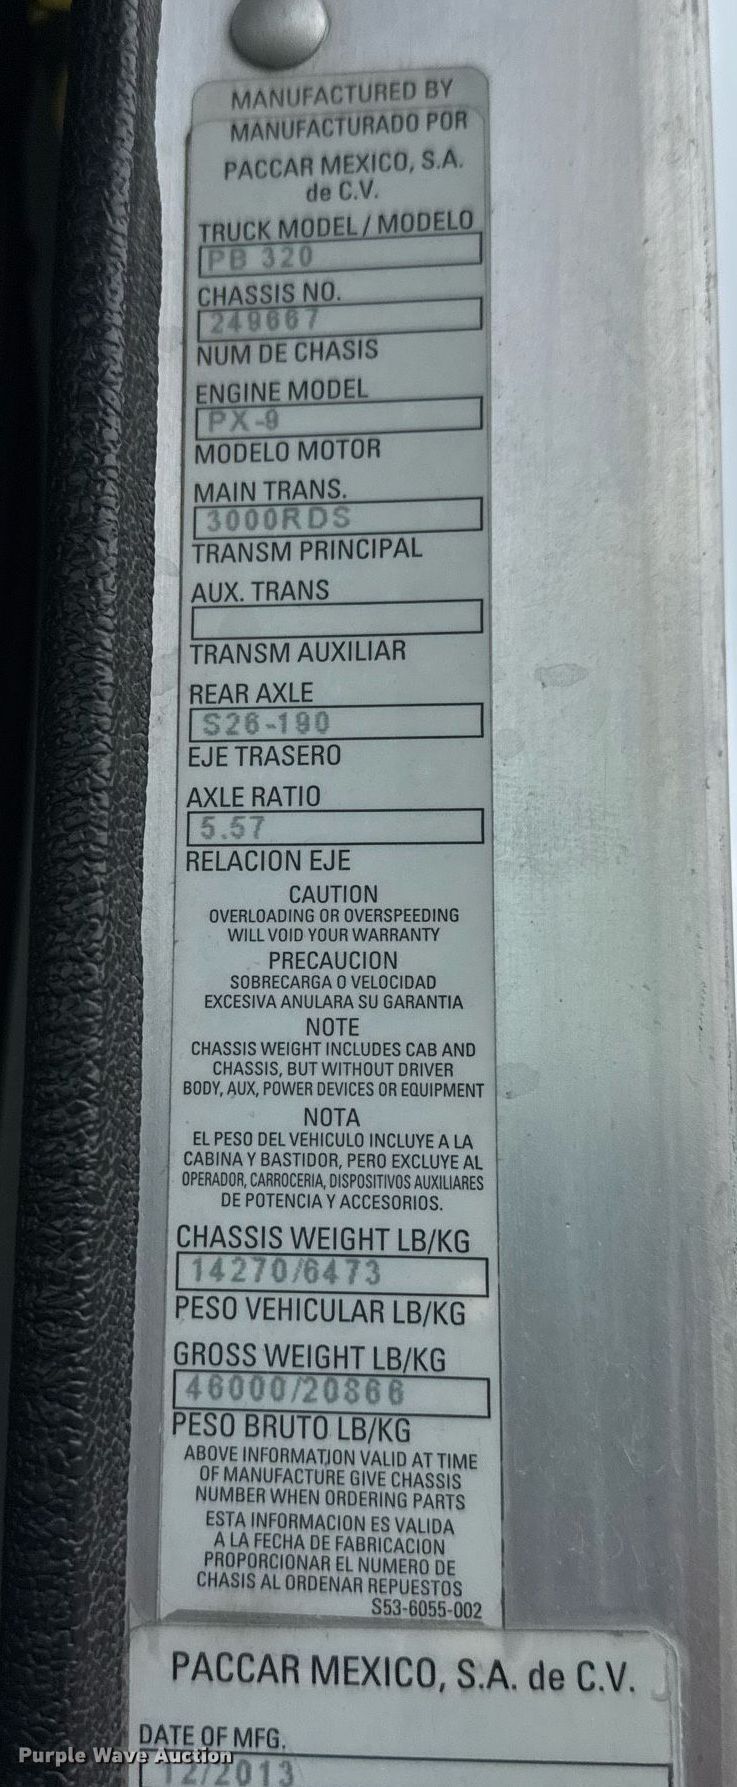 MANUFACTURED BY
MANUFACTURADO POR
PACCAR MEXICO, S.A.
de C.V.
TRUCK MODEL / MODELO
PB 320
CHASSIS NO.
249667
NUM DE CHASIS
ENGINE MODEL
PX-9
MODELO MOTOR
MAIN TRANS.
3000RDS
TRANSM PRINCIPAL
AUX. TRANS
TRANSM AUXILIAR
REAR AXLE
S26-190
EJE TRASERO
AXLE RATIO
5.57
RELACION EJE
CAUTION
OVERLOADING OR OVERSPEEDING
WILL VOID YOUR WARRANTY
PRECAUCION
SOBRECARGA O VELOCIDAD
EXCESIVA ANULARA SU GARANTIA
NOTE
CHASSIS WEIGHT INCLUDES CAB AND
CHASSIS, BUT WITHOUT DRIVER
BODY, AUX, POWER DEVICES OR EQUIPMENT
NOTA
EL PESO DEL VEHICULO INCLUYE A LA
CABINA Y BASTIDOR, PERO EXCLUYE AL
OPERADOR, CARROCERIA, DISPOSITIVOS AUXILIARES
DE POTENCIA Y ACCESORIOS.
CHASSIS WEIGHT LB/KG
14270/6473
PESO VEHICULAR LB/KG
GROSS WEIGHT LB/KG
46000/20866
PESO BRUTO LB/KG
ABOVE INFORMATION VALID AT TIME
OF MANUFACTURE GIVE CHASSIS
NUMBER WHEN ORDERING PARTS
ESTA INFORMACION ES VALIDA
A LA FECHA DE FABRICACION
PROPORCIONAR EL NUMERO DE
CHASIS AL ORDENAR REPUESTOS
S53-6055-002
PACCAR MEXICO, S.A. de C.V.
DATE OF MFG.
12/2013
Purple Wave Auction